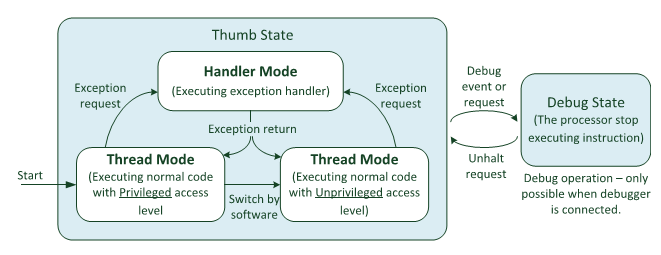 Thumb State
Handler Mode
(Executing exception handler)
Exception
request
Exception
request
Exception return
Start
Thread Mode
(Executing normal code
with Privileged access
level
Switch by
software
Thread Mode
(Executing normal code
with Unprivileged access
level)
Debug
event or
request
Unhalt
request
Debug State
(The processor stop
executing instruction)
Debug operation – only
possible when debugger
is connected.